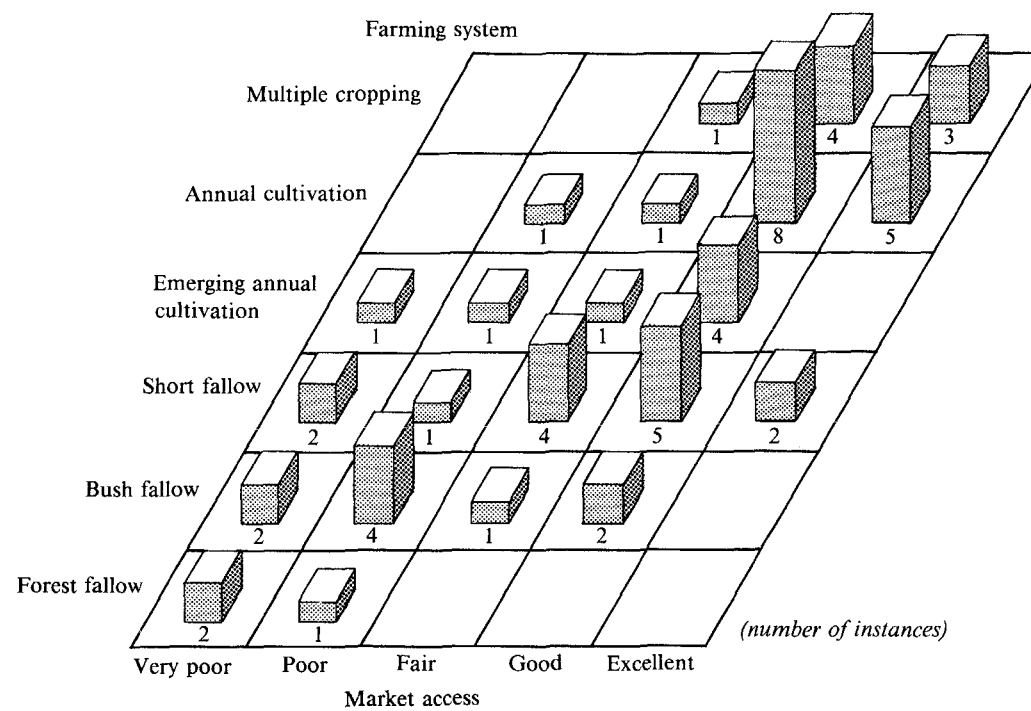 Farming system
Multiple cropping
1 4 3
Annual cultivation
1 1 8 5
Emerging annual
cultivation
1 1 1 4
Short fallow
2 1 4 5 2
Bush fallow
2 4 1 2
Forest fallow
2 1
(number of instances)
Very poor Poor Fair Good Excellent
Market access